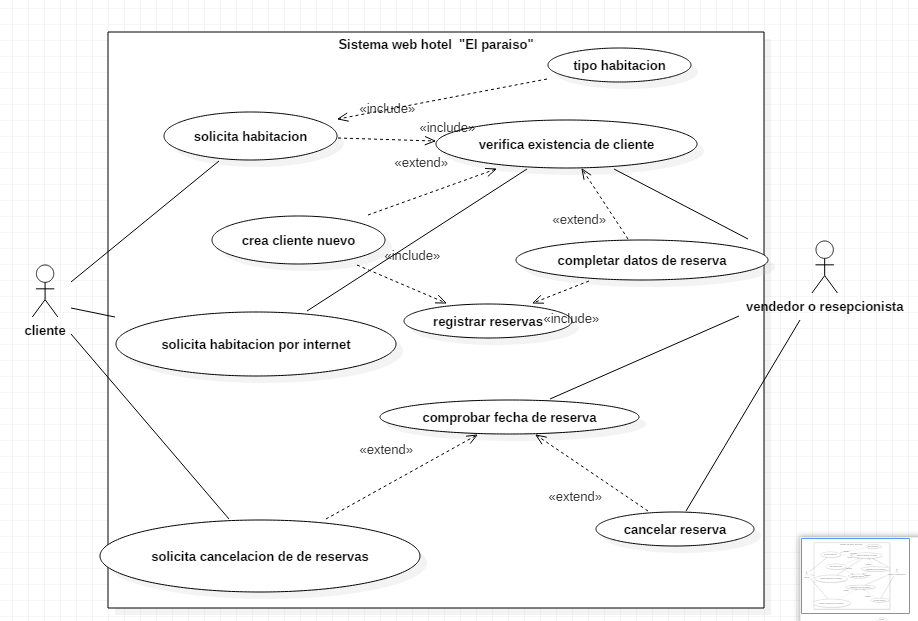 Sistema web hotel "El paraiso"
tipo habitacion
«include»
solicita habitacion
«include»
verifica existencia de cliente
«extend»
«extend»
crea cliente nuevo
«include»
completar datos de reserva
cliente
vendedor o resepcionista
registrar reservas
«include»
solicita habitacion por internet
comprobar fecha de reserva
«extend»
«extend»
cancelar reserva
solicita cancelacion de de reservas